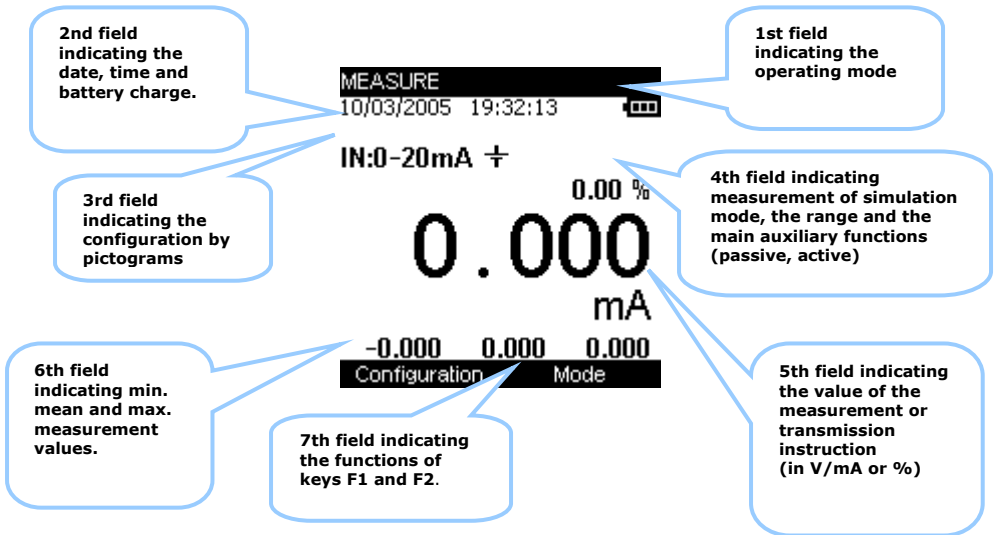 2nd field
indicating the
date, time and
battery charge.
1st field
indicating the
operating mode
MEASURE
10/03/2005 19:32:13
IN:0-20mA ÷
0.00 %
0.000
mA
-0.000 0.000 0.000
Configuration Mode
3rd field
indicating the
configuration by
pictograms
4th field indicating
measurement of simulation
mode, the range and the
main auxiliary functions
(passive, active)
6th field
indicating min.
mean and max.
measurement
values.
7th field indicating
the functions of
keys F1 and F2.
5th field indicating
the value of the
measurement or
transmission
instruction
(in V/mA or %)